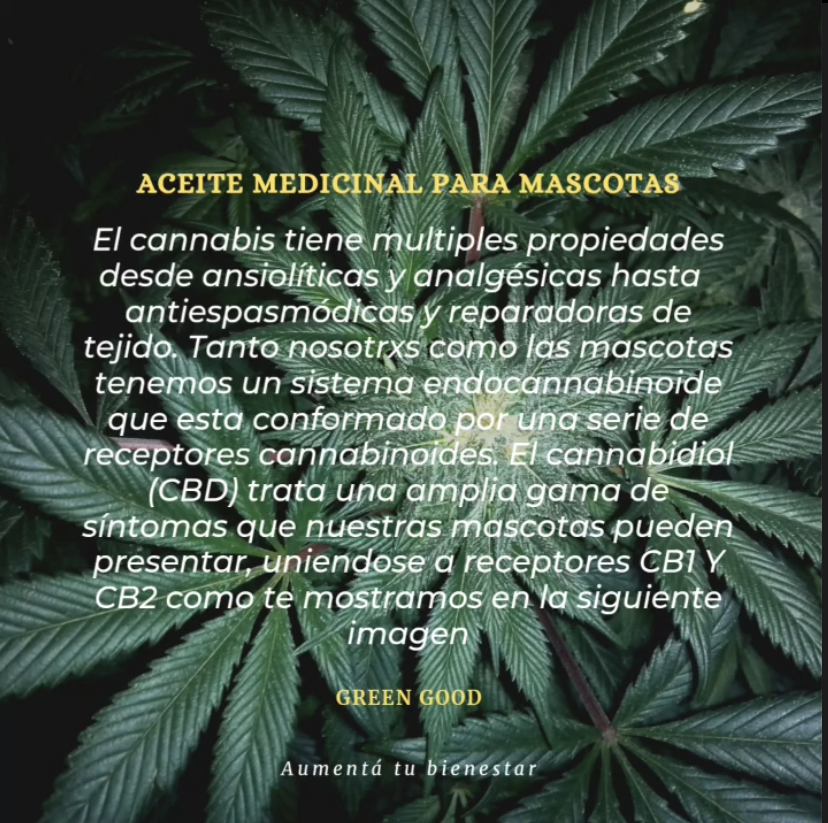 ACEITE MEDICINAL PARA MASCOTAS
El cannabis tiene multiples propiedades
desde ansiolíticas y analgésicas hasta
antiespasmódicas y reparadoras de
tejido. Tanto nosotrxs como las mascotas
tenemos un sistema endocannabinoide
que esta conformado por una serie de
receptores cannabinoides. El cannabidiol
(CBD) trata una amplia gama de
síntomas que nuestras mascotas pueden
presentar, uniendose a receptores CB1 Y
CB2 como te mostramos en la siguiente
imagen
GREEN GOOD
Aumentá tu bienestar